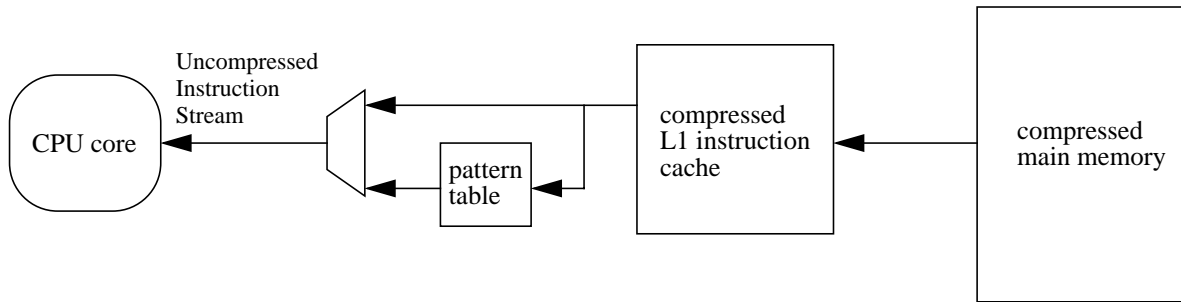 Uncompressed
Instruction
Stream
CPU core
pattern
table
compressed
L1 instruction
cache
compressed
main memory